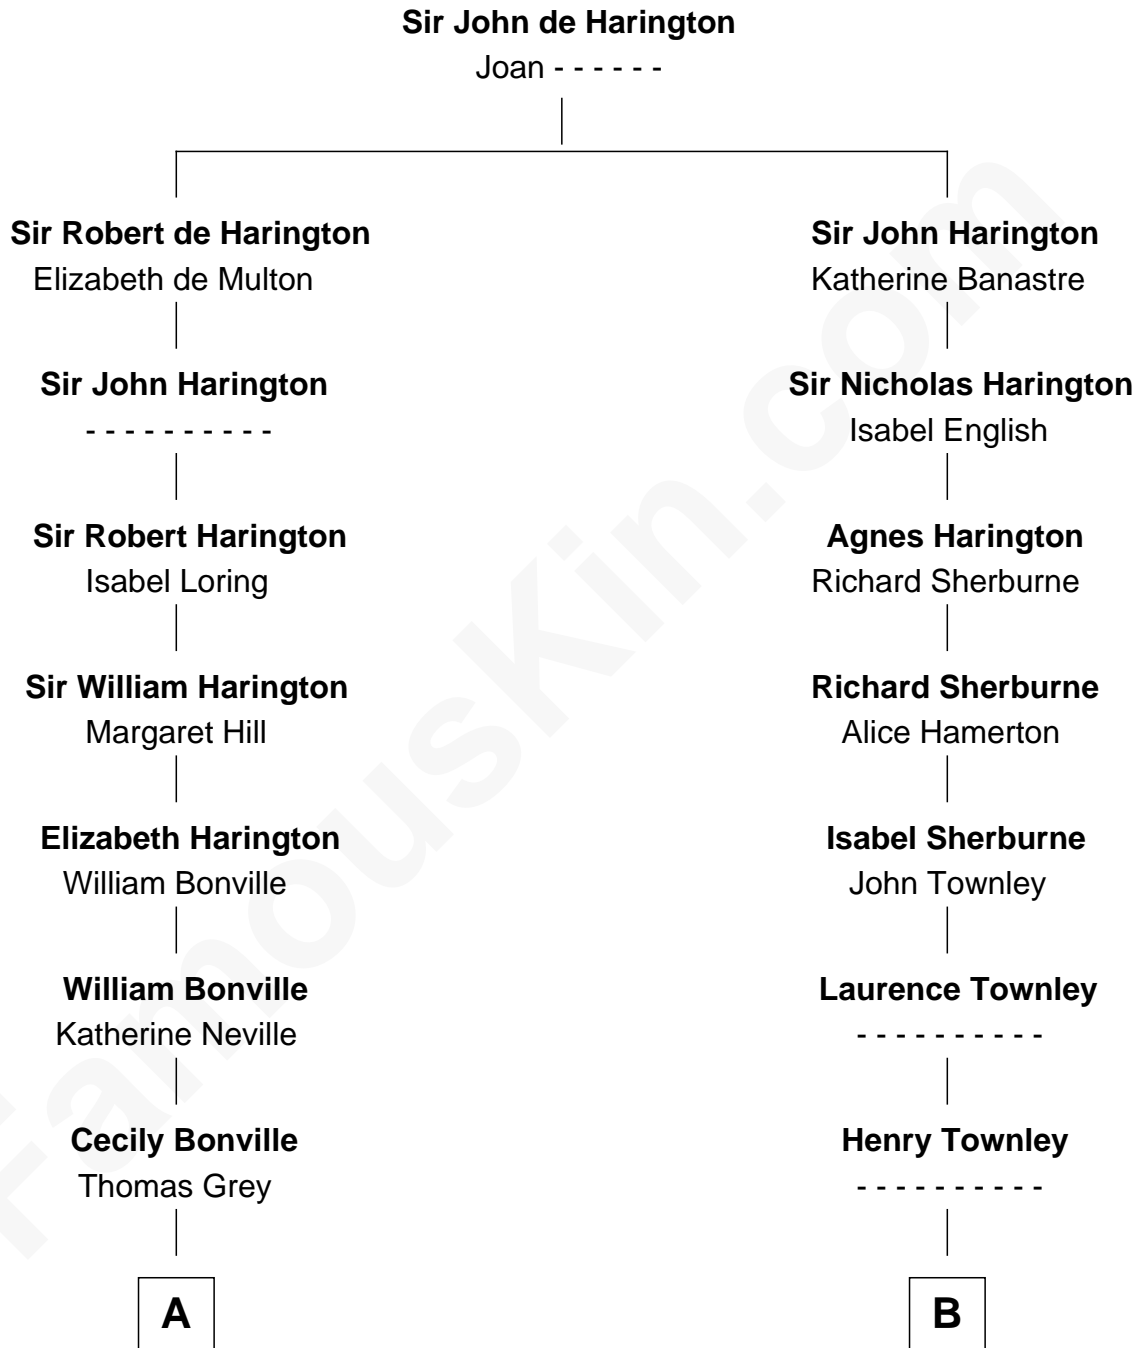 Sir John de Harington
Joan - - - - - -
Sir Robert de Harington
Elizabeth de Multon
Sir John Harington
Katherine Banastre
Sir John Harington
- - - - - - - - - -
Sir Nicholas Harington
Isabel English
Sir Robert Harington
Isabel Loring
Agnes Harington
Richard Sherburne
Sir William Harington
Margaret Hill
Richard Sherburne
Alice Hamerton
Elizabeth Harington
William Bonville
Isabel Sherburne
John Townley
William Bonville
Katherine Neville
Laurence Townley
- - - - - - - - - -
Cecily Bonville
Thomas Grey
Henry Townley
- - - - - - - - - -
A
B
FamousKin.com